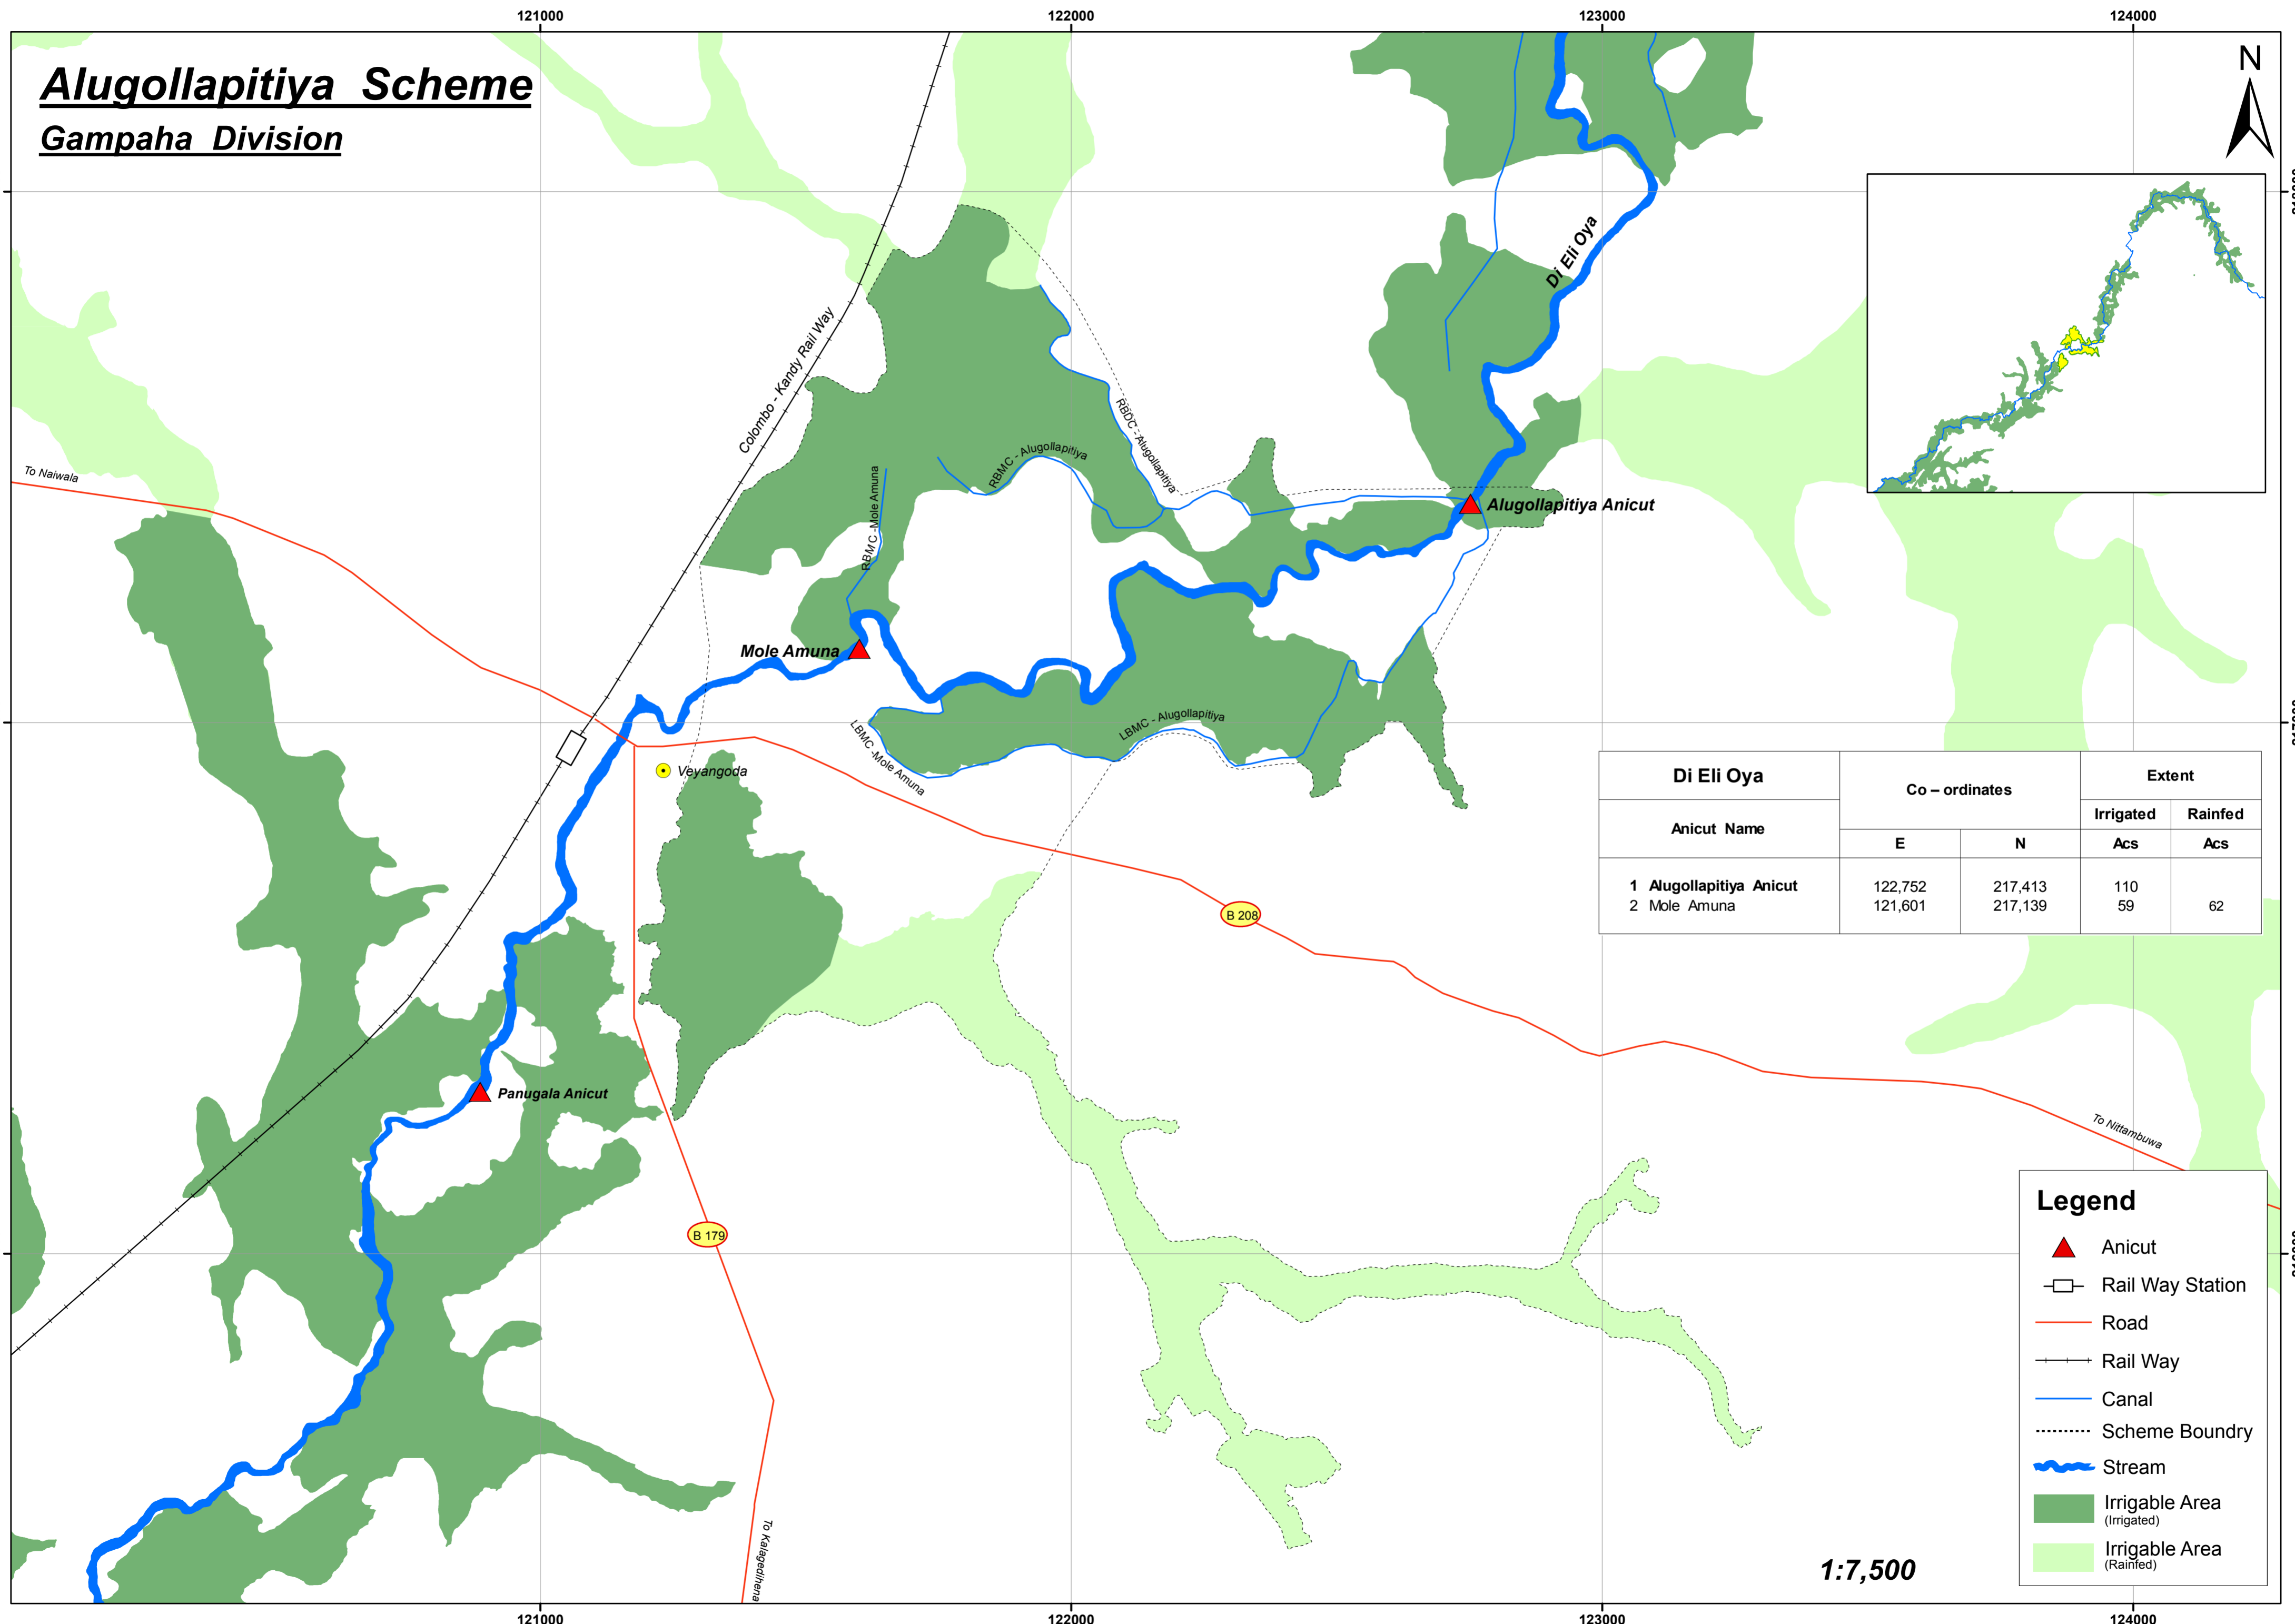 121000
122000
123000
124000
Alugollapitiya Scheme
Gampaha Division
N
Di Eli Oya
Colombo - Kandy Rail Way
To Naiwala
RBMC -Mole Amuna
RBMC - Alugollapitiya
RBDC - Alugollapitiya
Alugollapitiya Anicut
Mole Amuna
LBMC -Mole Amuna
LBMC - Alugollapitiya
Veyangoda
Di Eli Oya
Co – ordinates
Extent
Anicut Name
Irrigated
Rainfed
E
N
Acs
Acs
1 Alugollapitiya Anicut 122,752 217,413 110
2 Mole Amuna 121,601 217,139 59 62
B 208
Panugala Anicut
To Nittambuwa
B 179
To Kalagedihena
Legend
Anicut
Rail Way Station
Road
Rail Way
Canal
Scheme Boundry
Stream
Irrigable Area
(Irrigated)
Irrigable Area
(Rainfed)
1:7,500
121000
122000
123000
124000